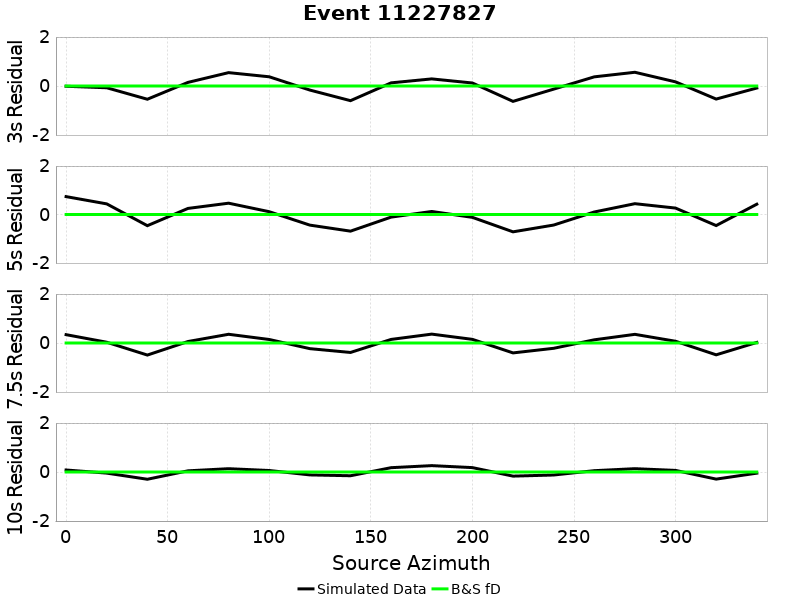 Event 11227827
3s Residual
2
0
-2
5s Residual
2
0
-2
7.5s Residual
2
0
-2
10s Residual
2
0
-2
0 50 100 150 200 250 300
Source Azimuth
Simulated Data B&S fD